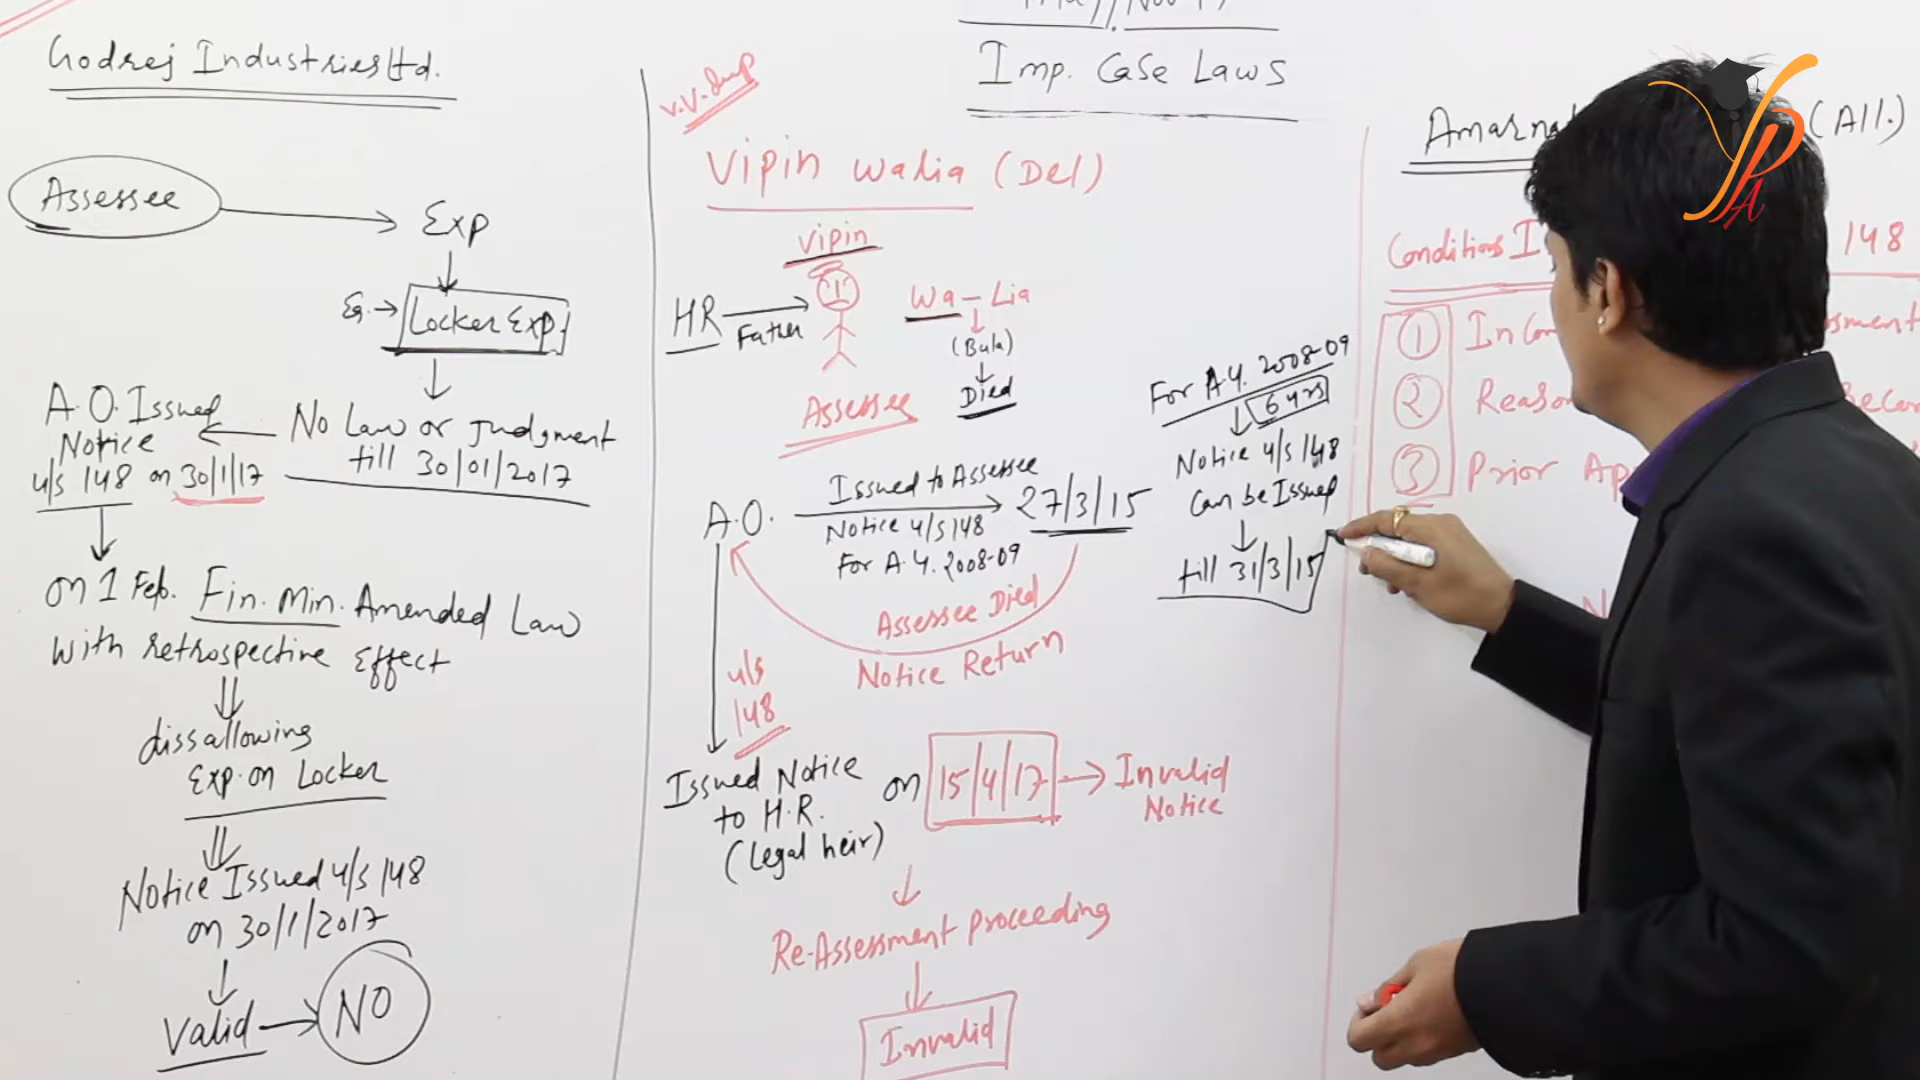 Imp. Case Laws
Godrej Industries Ltd.
Assessee
Exp
Eg.
Locker Exp.
No Law or Judgment
till 30/01/2017
A.O. Issued
Notice
u/s 148 on 30/1/17
on 1 Feb. Fin. Min. Amended Law
with retrospective Effect
dissallowing
Exp. on Locker
Notice Issued u/s 148
on 30/1/2017
Valid
NO
V.V. Imp
Vipin Walia (Del)
Vipin
HR
Father
Wa - Lia
(Bula)
Died
Assessee
A.O.
Issued to Assessee
Notice u/s 148
For A.Y. 2008-09
27/3/15
Assessee Died
Notice Return
u/s
148
Issued Notice
to H.R.
(Legal heir)
on 15/4/17
Invalid
Notice
Re-Assessment proceeding
Invalid
For A.Y. 2008-09
6 yrs
Notice u/s 148
Can be Issued
till 31/3/15
(All.)
Conditions
148
1
2
3
Prior
VPA